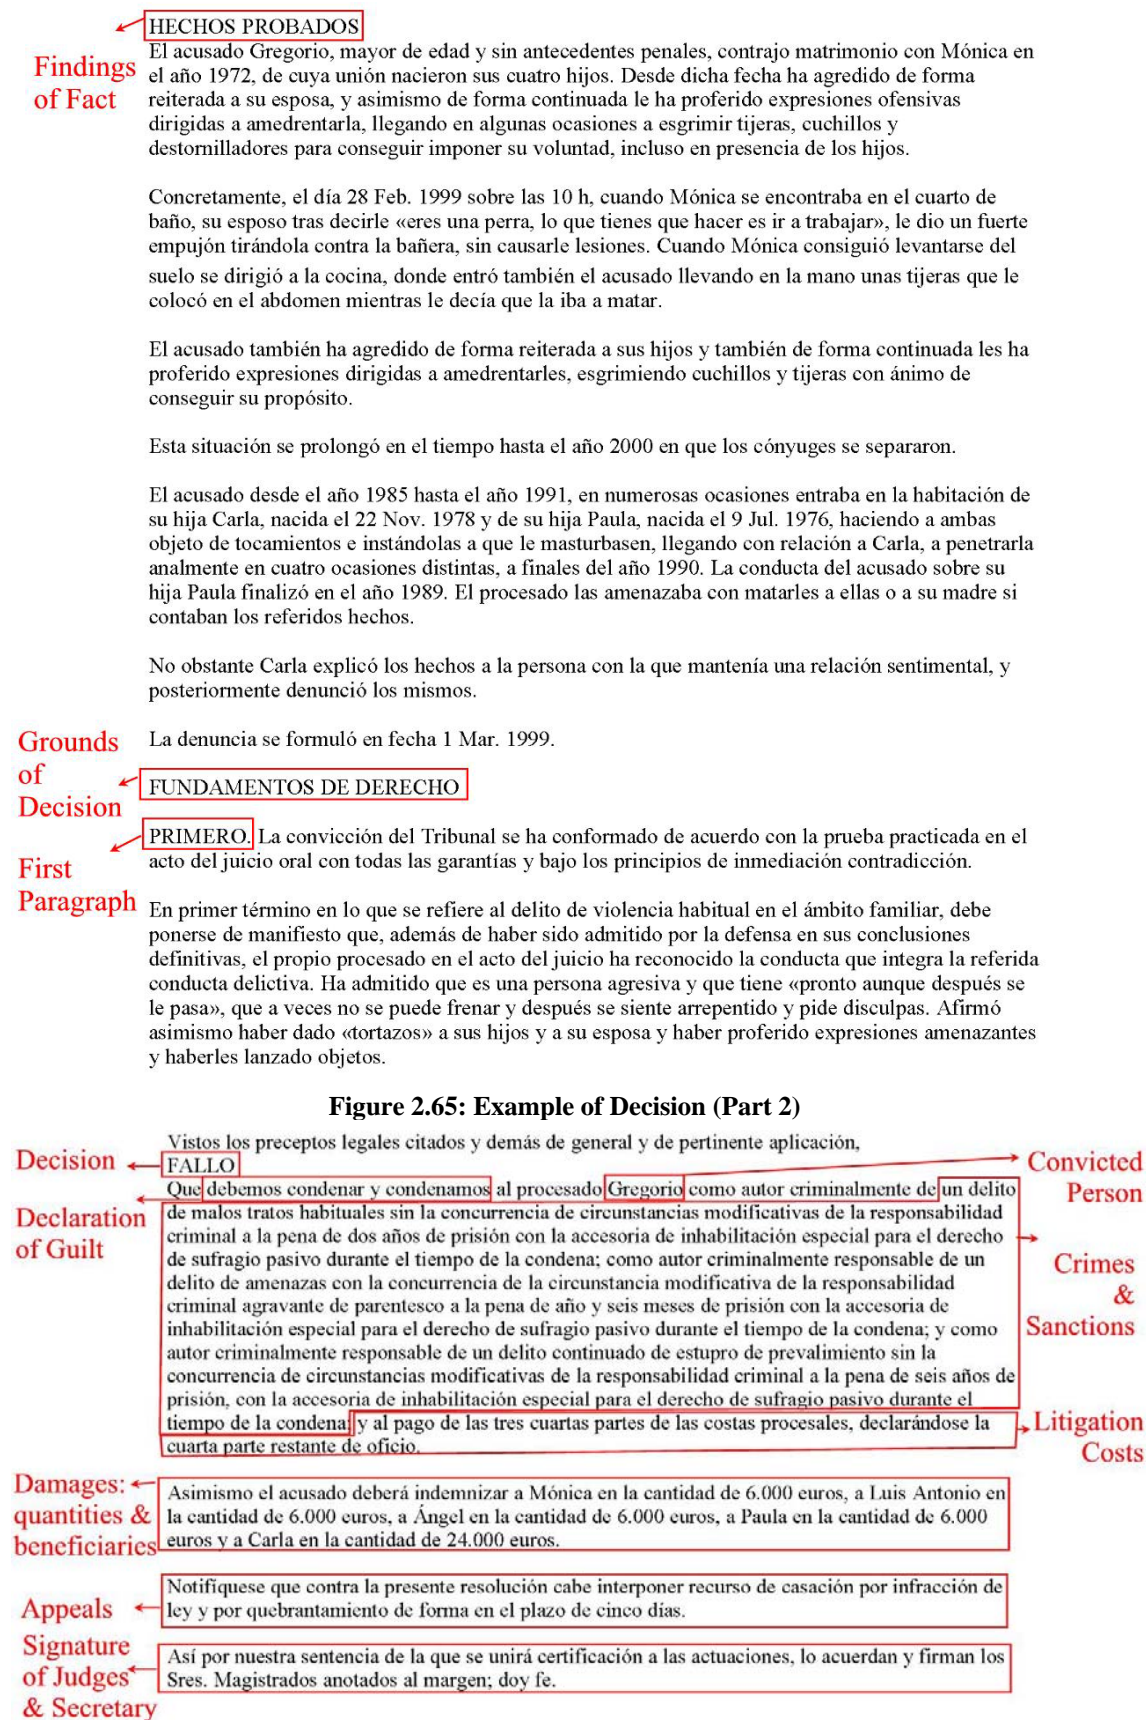 HECHOS PROBADOS
Findings
of Fact
El acusado Gregorio, mayor de edad y sin antecedentes penales, contrajo matrimonio con Mónica en
el año 1972, de cuya unión nacieron sus cuatro hijos. Desde dicha fecha ha agredido de forma
reiterada a su esposa, y asimismo de forma continuada le ha proferido expresiones ofensivas
dirigidas a amedrentarla, llegando en algunas ocasiones a esgrimir tijeras, cuchillos y
destornilladores para conseguir imponer su voluntad, incluso en presencia de los hijos.
Concretamente, el día 28 Feb. 1999 sobre las 10 h, cuando Mónica se encontraba en el cuarto de
baño, su esposo tras decirle «eres una perra, lo que tienes que hacer es ir a trabajar», le dio un fuerte
empujón tirándola contra la bañera, sin causarle lesiones. Cuando Mónica consiguió levantarse del
suelo se dirigió a la cocina, donde entró también el acusado llevando en la mano unas tijeras que le
colocó en el abdomen mientras le decía que la iba a matar.
El acusado también ha agredido de forma reiterada a sus hijos y también de forma continuada les ha
proferido expresiones dirigidas a amedrentarles, esgrimiendo cuchillos y tijeras con ánimo de
conseguir su propósito.
Esta situación se prolongó en el tiempo hasta el año 2000 en que los cónyuges se separaron.
El acusado desde el año 1985 hasta el año 1991, en numerosas ocasiones entraba en la habitación de
su hija Carla, nacida el 22 Nov. 1978 y de su hija Paula, nacida el 9 Jul. 1976, haciendo a ambas
objeto de tocamientos e instándolas a que le masturbasen, llegando con relación a Carla, a penetrarla
analmente en cuatro ocasiones distintas, a finales del año 1990. La conducta del acusado sobre su
hija Paula finalizó en el año 1989. El procesado las amenazaba con matarles a ellas o a su madre si
contaban los referidos hechos.
No obstante Carla explicó los hechos a la persona con la que mantenía una relación sentimental, y
posteriormente denunció los mismos.
La denuncia se formuló en fecha 1 Mar. 1999.
Grounds
of
Decision
FUNDAMENTOS DE DERECHO
First
Paragraph
PRIMERO. La convicción del Tribunal se ha conformado de acuerdo con la prueba practicada en el
acto del juicio oral con todas las garantías y bajo los principios de inmediación contradicción.
En primer término en lo que se refiere al delito de violencia habitual en el ámbito familiar, debe
ponerse de manifiesto que, además de haber sido admitido por la defensa en sus conclusiones
definitivas, el propio procesado en el acto del juicio ha reconocido la conducta que integra la referida
conducta delictiva. Ha admitido que es una persona agresiva y que tiene «pronto aunque después se
le pasa», que a veces no se puede frenar y después se siente arrepentido y pide disculpas. Afirmó
asimismo haber dado «tortazos» a sus hijos y a su esposa y haber proferido expresiones amenazantes
y haberles lanzado objetos.
Figure 2.65: Example of Decision (Part 2)
Vistos los preceptos legales citados y demás de general y de pertinente aplicación,
Decision
FALLO
Convicted
Person
Declaration
of Guilt
Que debemos condenar y condenamos al procesado Gregorio como autor criminalmente de un delito
de malos tratos habituales sin la concurrencia de circunstancias modificativas de la responsabilidad
criminal a la pena de dos años de prisión con la accesoria de inhabilitación especial para el derecho
de sufragio pasivo durante el tiempo de la condena; como autor criminalmente responsable de un
delito de amenazas con la concurrencia de la circunstancia modificativa de la responsabilidad
criminal agravante de parentesco a la pena de año y seis meses de prisión con la accesoria de
inhabilitación especial para el derecho de sufragio pasivo durante el tiempo de la condena; y como
autor criminalmente responsable de un delito continuado de estupro de prevalimiento sin la
concurrencia de circunstancias modificativas de la responsabilidad criminal a la pena de seis años de
prisión, con la accesoria de inhabilitación especial para el derecho de sufragio pasivo durante el
tiempo de la condena; y al pago de las tres cuartas partes de las costas procesales, declarándose la
cuarta parte restante de oficio.
Crimes
&
Sanctions
Litigation
Costs
Damages:
quantities &
beneficiaries
Asimismo el acusado deberá indemnizar a Mónica en la cantidad de 6.000 euros, a Luis Antonio en
la cantidad de 6.000 euros, a Ángel en la cantidad de 6.000 euros, a Paula en la cantidad de 6.000
euros y a Carla en la cantidad de 24.000 euros.
Appeals
Notifíquese que contra la presente resolución cabe interponer recurso de casación por infracción de
ley y por quebrantamiento de forma en el plazo de cinco días.
Signature
of Judges
& Secretary
Así por nuestra sentencia de la que se unirá certificación a las actuaciones, lo acuerdan y firman los
Sres. Magistrados anotados al margen; doy fe.